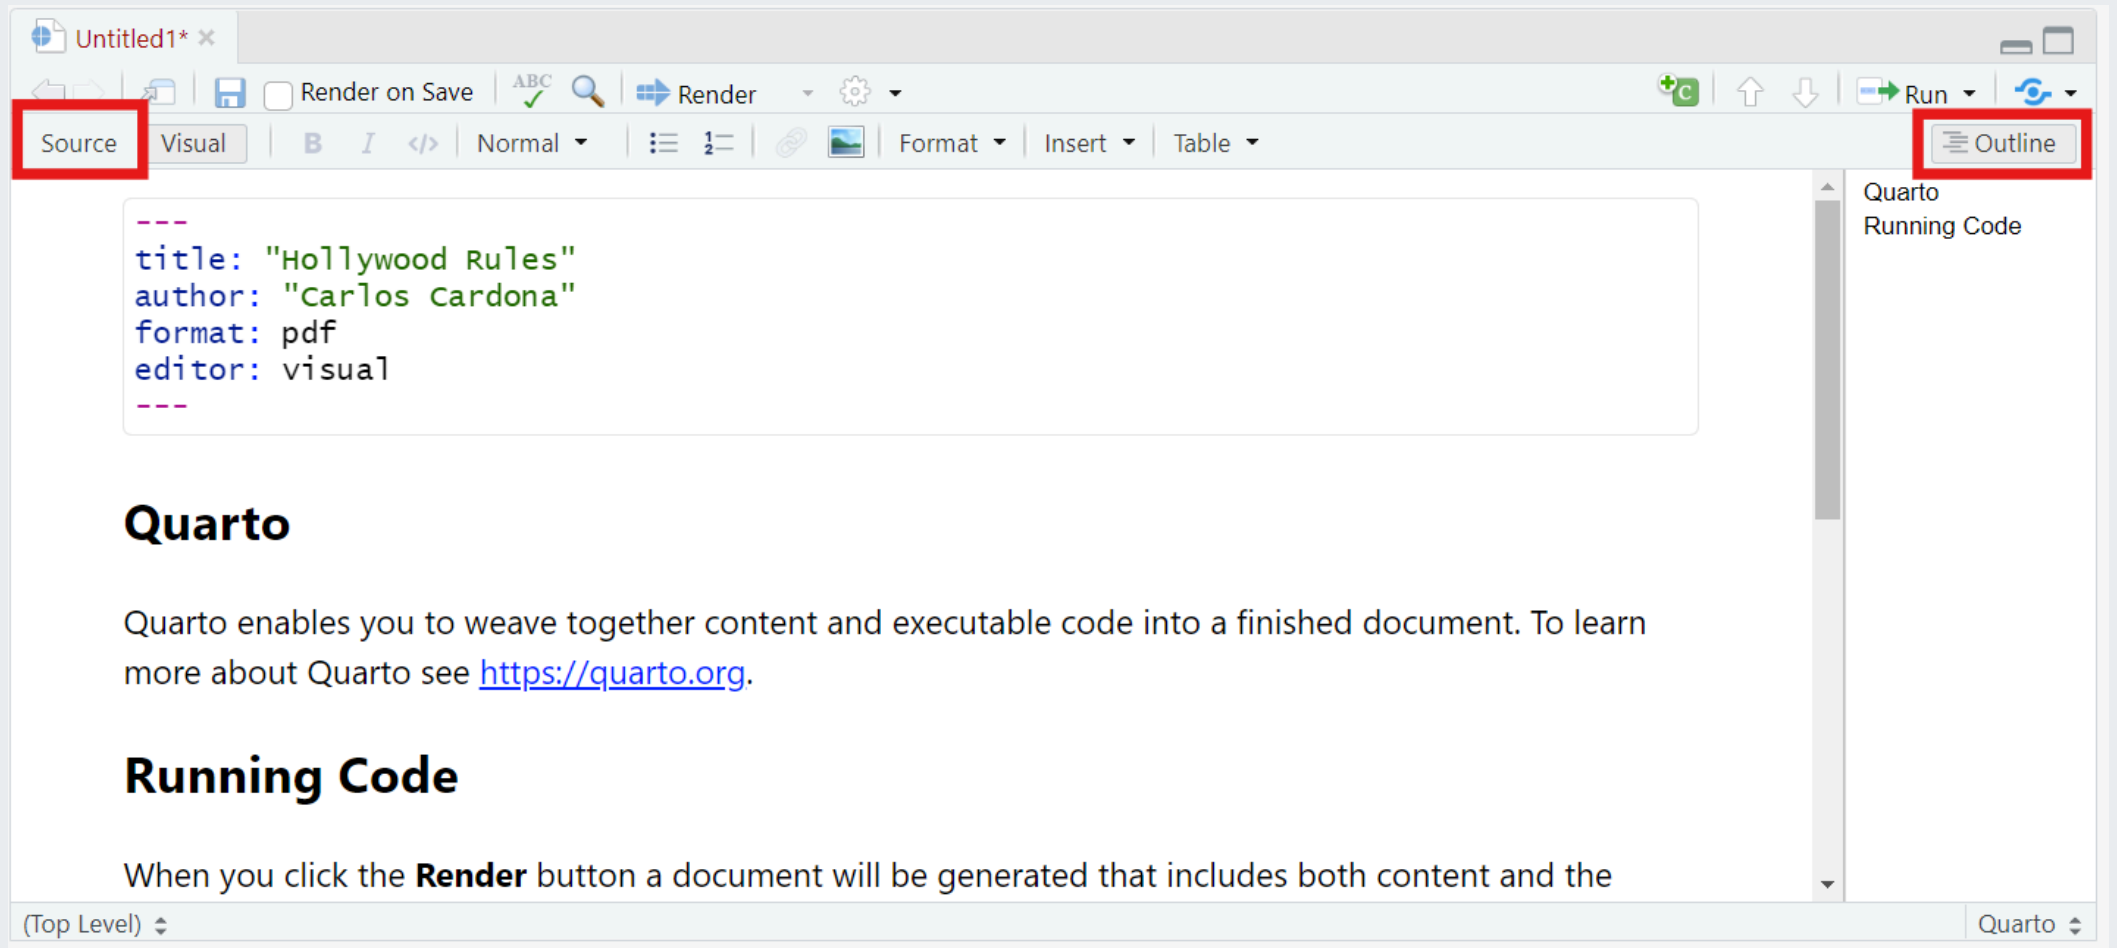 Untitled1*
Render on Save ABC Render C Run
Source Visual B I </> Normal 1 2 Format Insert Table Outline
---
title: "Hollywood Rules"
author: "Carlos Cardona"
format: pdf
editor: visual
---
Quarto
Quarto enables you to weave together content and executable code into a finished document. To learn
more about Quarto see https://quarto.org.
Running Code
When you click the Render button a document will be generated that includes both content and the
Quarto
Running Code
(Top Level) Quarto